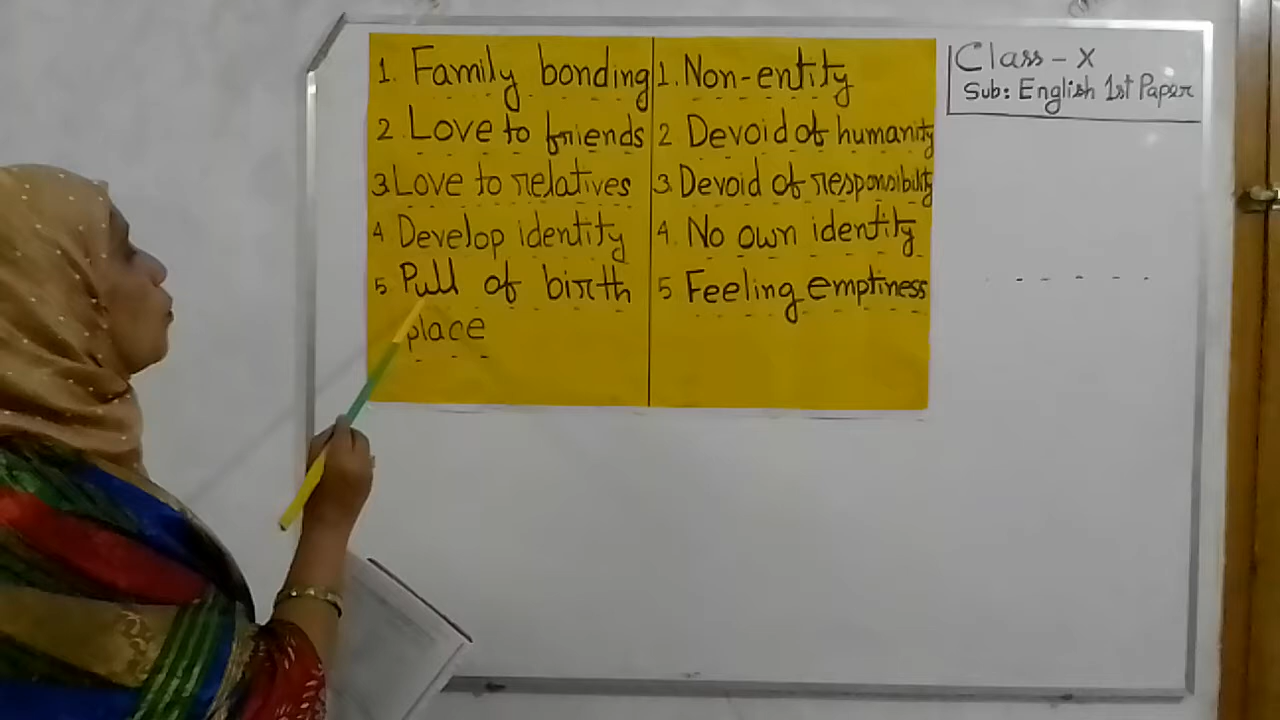 1. Family bonding
2. Love to friends
3. Love to relatives
4 Develop identity
5 Pull of birth
place
1. Non-entity
2 Devoid of humanity
3 Devoid of responsibility
4. No own identity
5 Feeling emptiness
Class - X
Sub: English 1st Paper